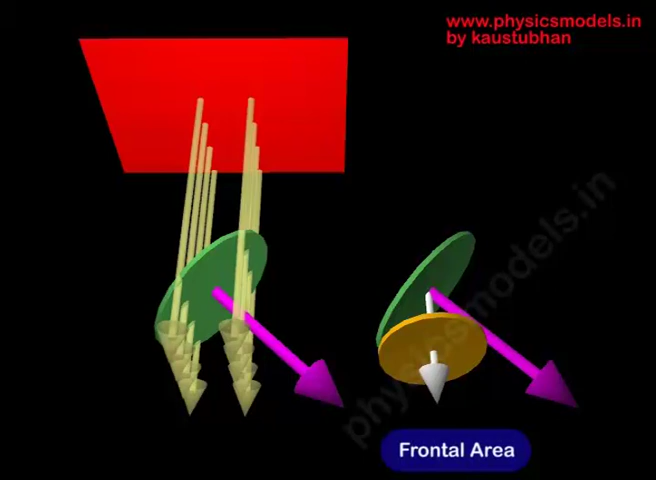 www.physicsmodels.in
by kaustubhan
physicsmodels.in
Frontal Area